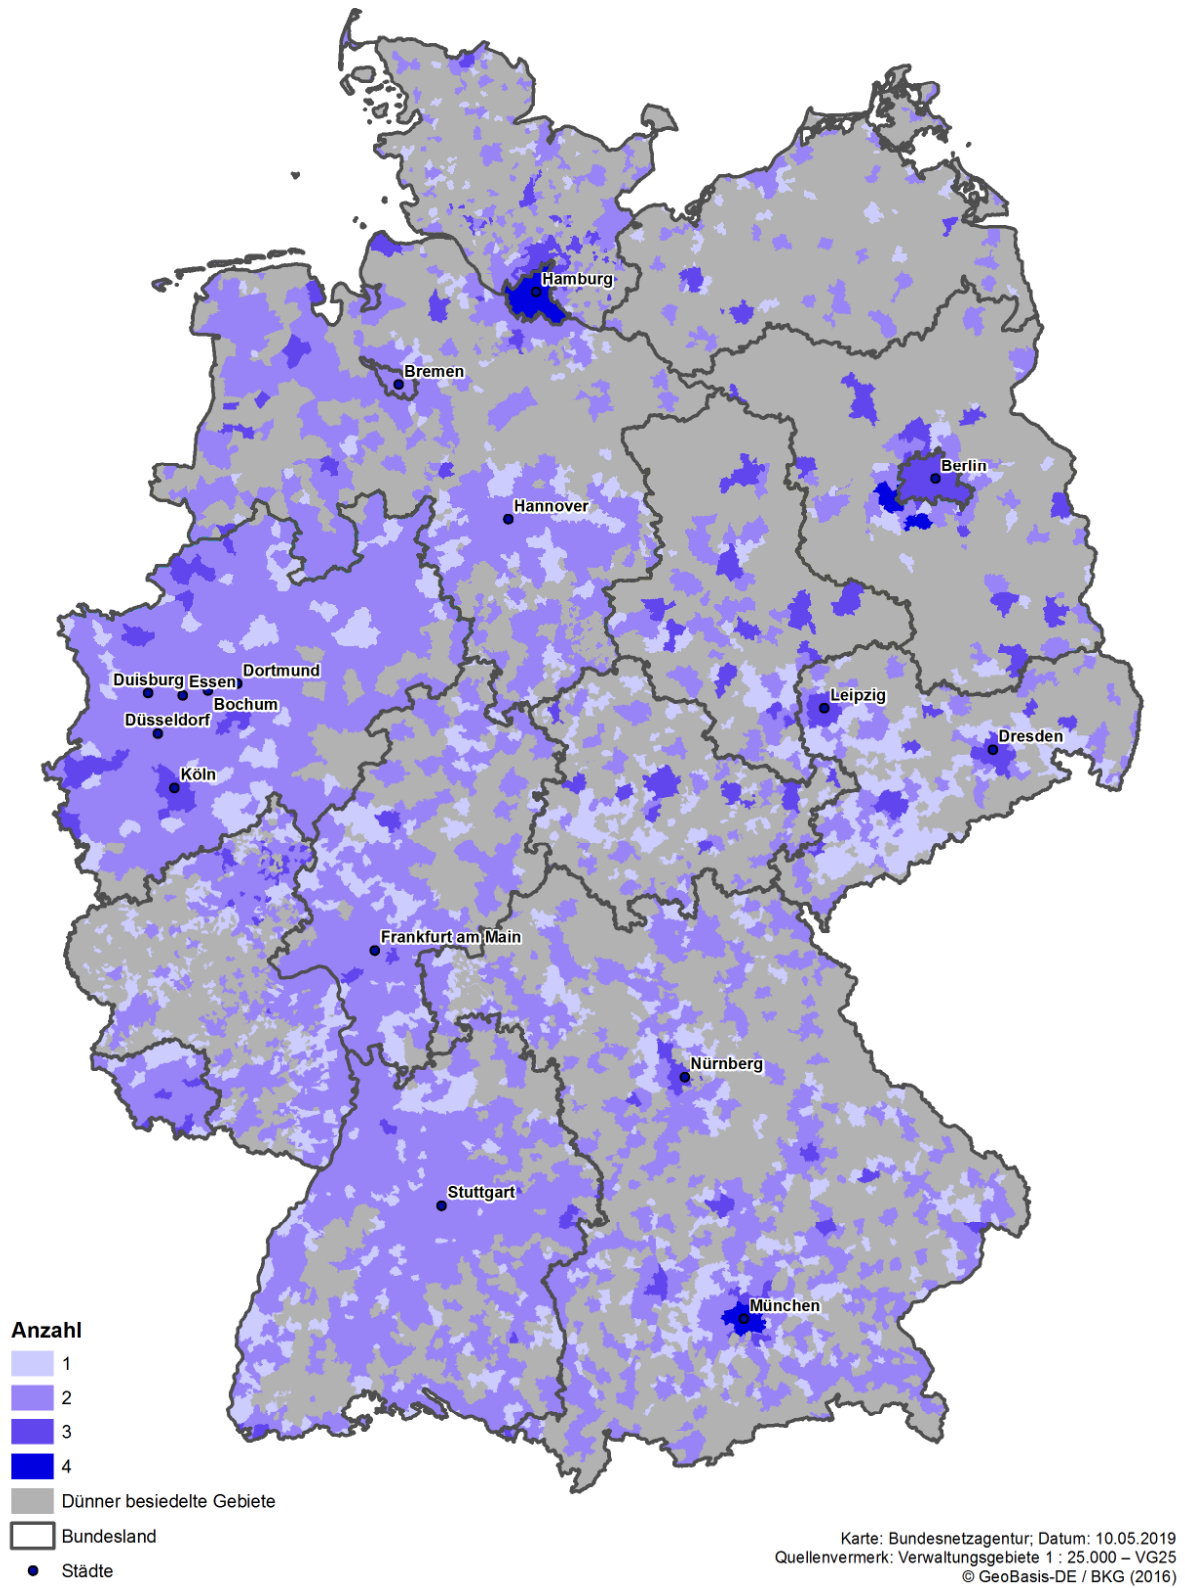 Hamburg
Bremen
Berlin
Hannover
Dortmund
Duisburg
Essen
Bochum
Düsseldorf
Leipzig
Dresden
Köln
Frankfurt am Main
Nürnberg
Stuttgart
München
Anzahl
1
2
3
4
Dünner besiedelte Gebiete
Bundesland
Städte
Karte: Bundesnetzagentur; Datum: 10.05.2019
Quellenvermerk: Verwaltungsgebiete 1 : 25.000 – VG25
© GeoBasis-DE / BKG (2016)